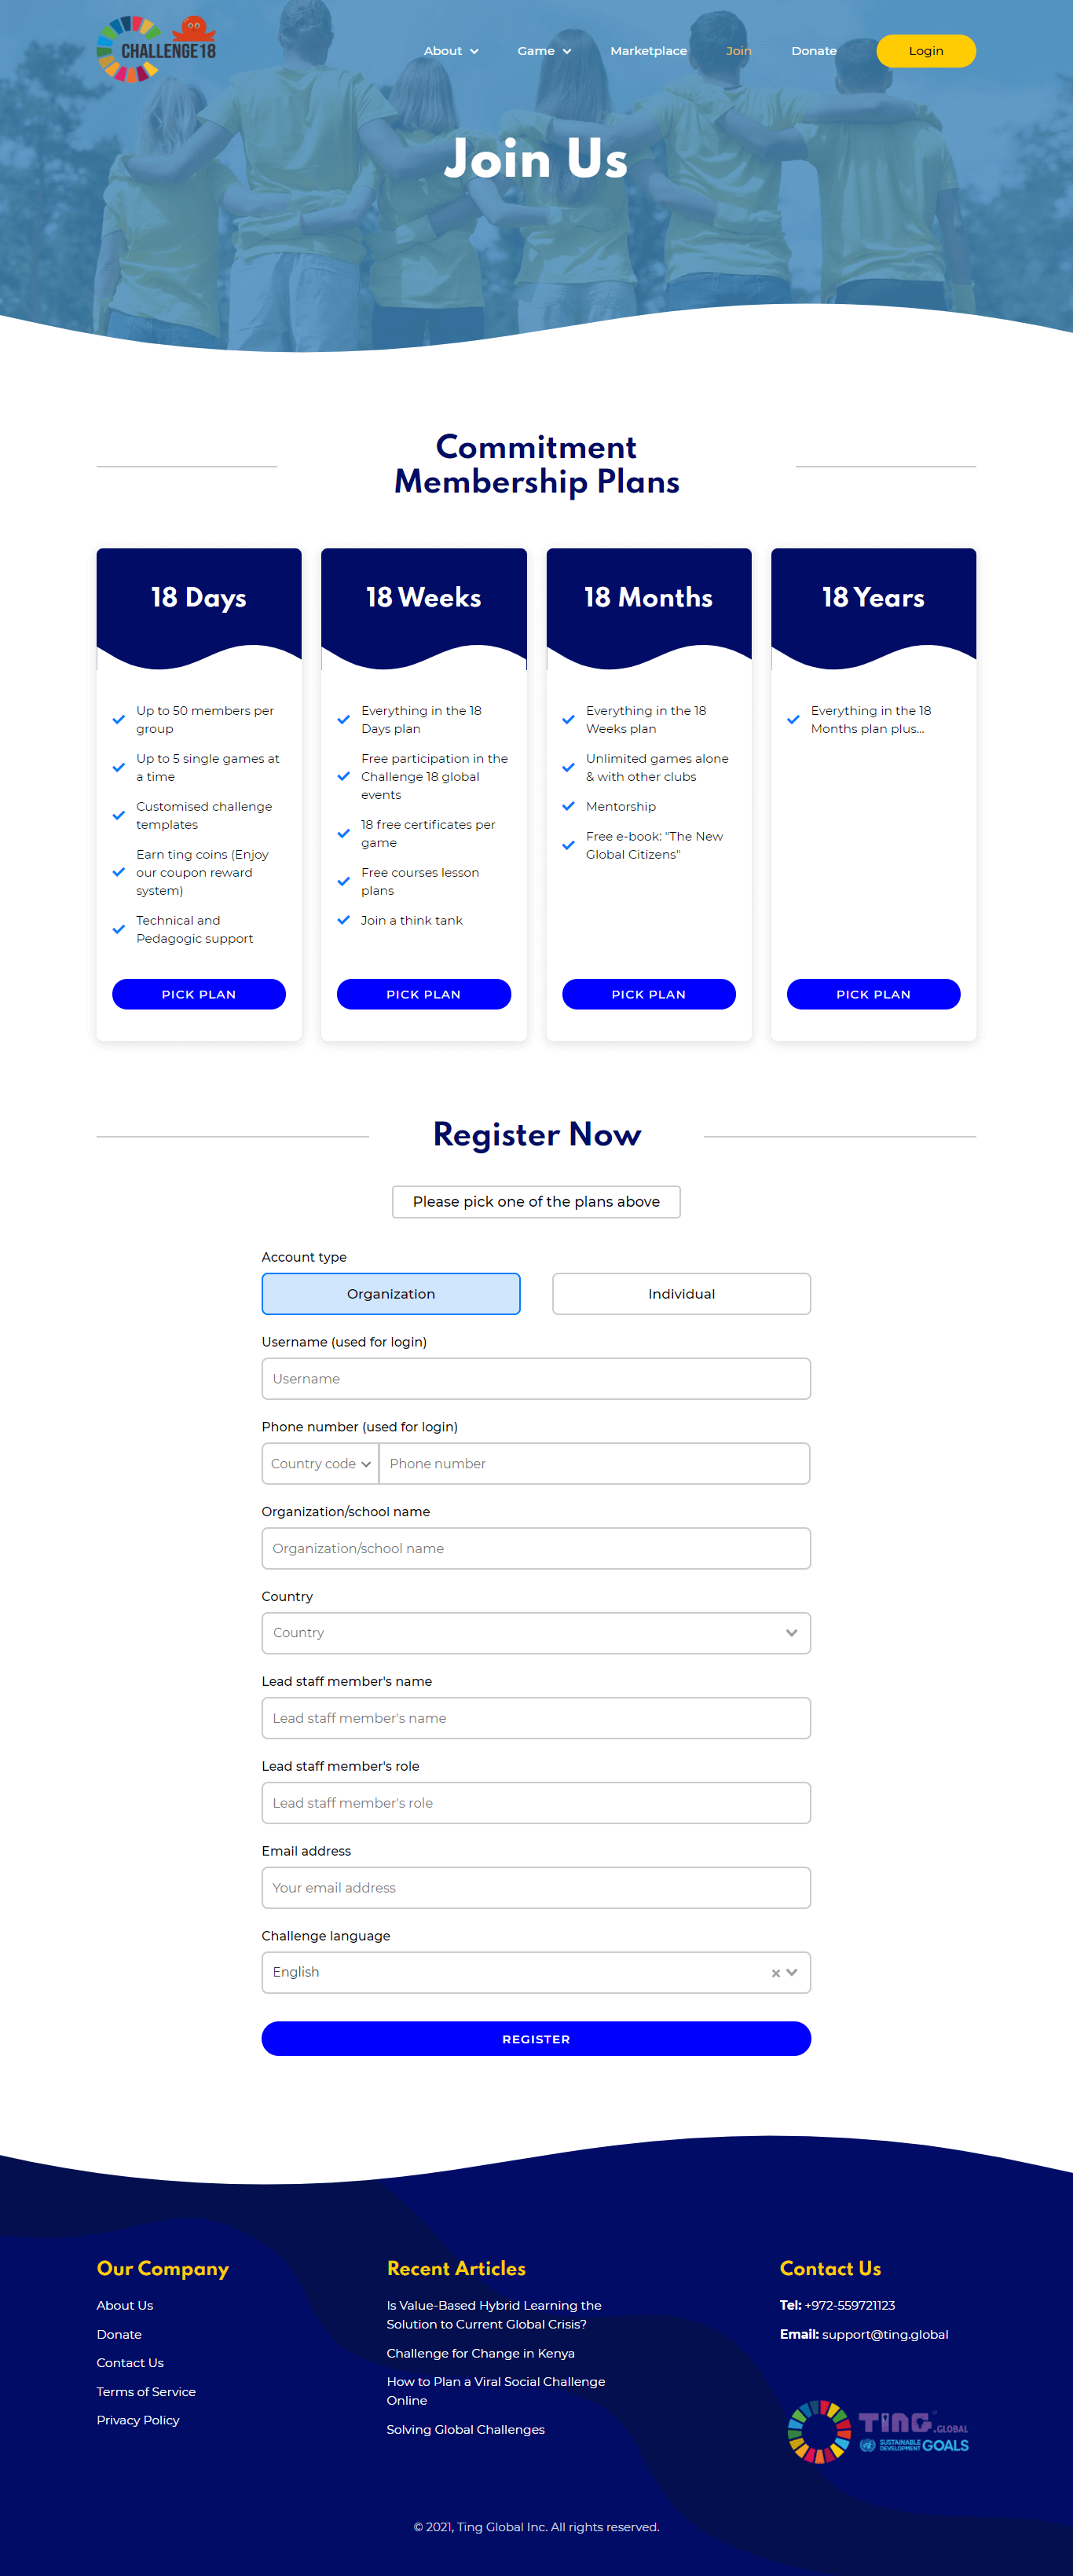 CHALLENGE18
About
Game
Marketplace
Join
Donate
Login
Join Us
Commitment
Membership Plans
18 Days
Up to 50 members per
group
Up to 5 single games at
a time
Customised challenge
templates
Earn ting coins (Enjoy
our coupon reward
system)
Technical and
Pedagogic support
PICK PLAN
18 Weeks
Everything in the 18
Days plan
Free participation in the
Challenge 18 global
events
18 free certificates per
game
Free courses lesson
plans
Join a think tank
PICK PLAN
18 Months
Everything in the 18
Weeks plan
Unlimited games alone
& with other clubs
Mentorship
Free e-book: "The New
Global Citizens"
PICK PLAN
18 Years
Everything in the 18
Months plan plus...
PICK PLAN
Register Now
Please pick one of the plans above
Account type
Organization
Individual
Username (used for login)
Username
Phone number (used for login)
Country code
Phone number
Organization/school name
Organization/school name
Country
Country
Lead staff member's name
Lead staff member's name
Lead staff member's role
Lead staff member's role
Email address
Your email address
Challenge language
English
REGISTER
Our Company
About Us
Donate
Contact Us
Terms of Service
Privacy Policy
Recent Articles
Is Value-Based Hybrid Learning the
Solution to Current Global Crisis?
Challenge for Change in Kenya
How to Plan a Viral Social Challenge
Online
Solving Global Challenges
Contact Us
Tel: +972-559721123
Email: support@ting.global
TING.GLOBAL
SUSTAINABLE
DEVELOPMENT GOALS
© 2021, Ting Global Inc. All rights reserved.